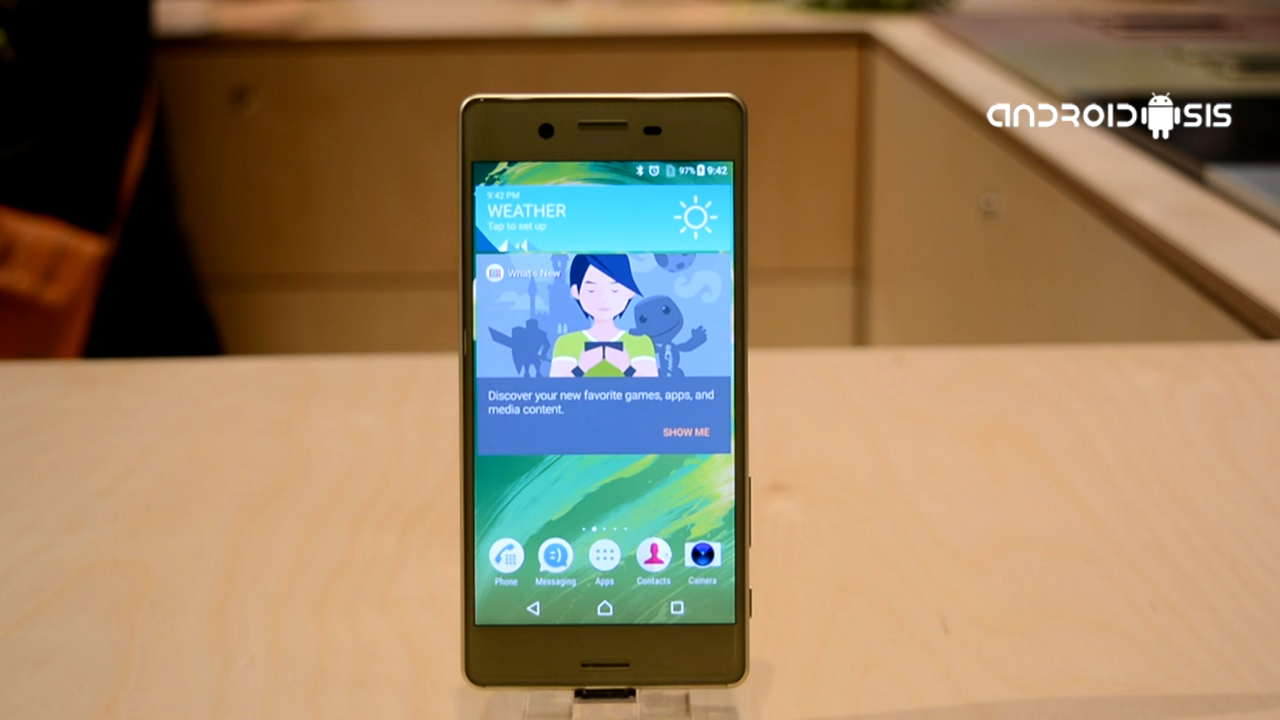 ANDROIDSIS
97% 9:42
9:42 PM
WEATHER
Tap to set up
What's New
Discover your new favorite games, apps, and
media content.
SHOW ME
Phone Messaging Apps Contacts Camera